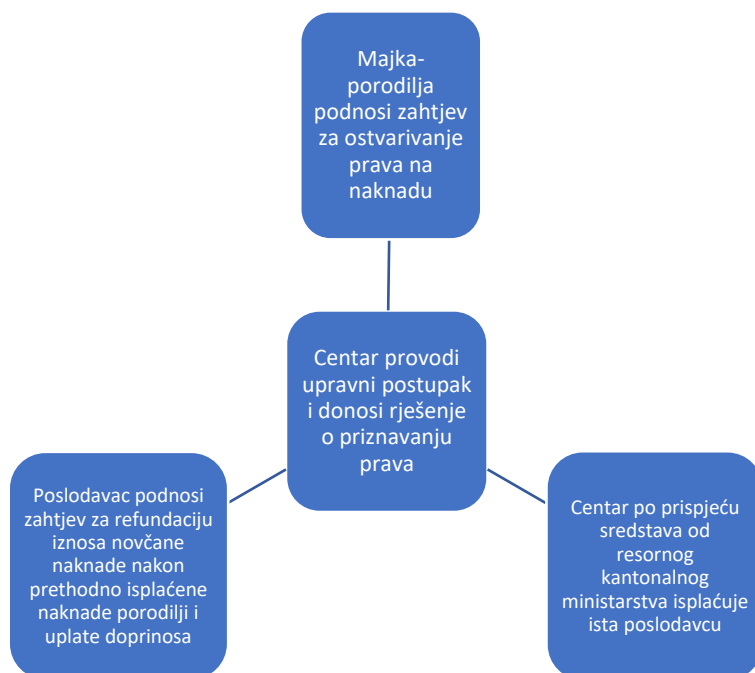 Majka-
porodilja
podnosi zahtjev
za ostvarivanje
prava na
naknadu
Centar provodi
upravni postupak
i donosi rješenje
o priznavanju
prava
Poslodavac podnosi
zahtjev za refundaciju
iznosa novčane
naknade nakon
prethodno isplaćene
naknade porodilji i
uplate doprinosa
Centar po prispjeću
sredstava od
resornog
kantonalnog
ministarstva isplaćuje
ista poslodavcu